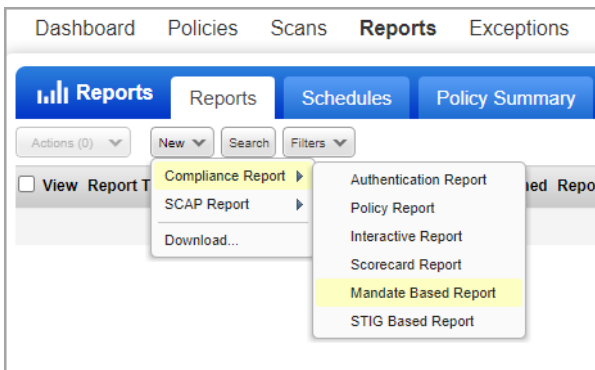 Dashboard Policies Scans Reports Exceptions
Reports Reports Schedules Policy Summary
Actions (0) New Search Filters
View Report T ed Repo
Compliance Report
SCAP Report
Download...
Authentication Report
Policy Report
Interactive Report
Scorecard Report
Mandate Based Report
STIG Based Report